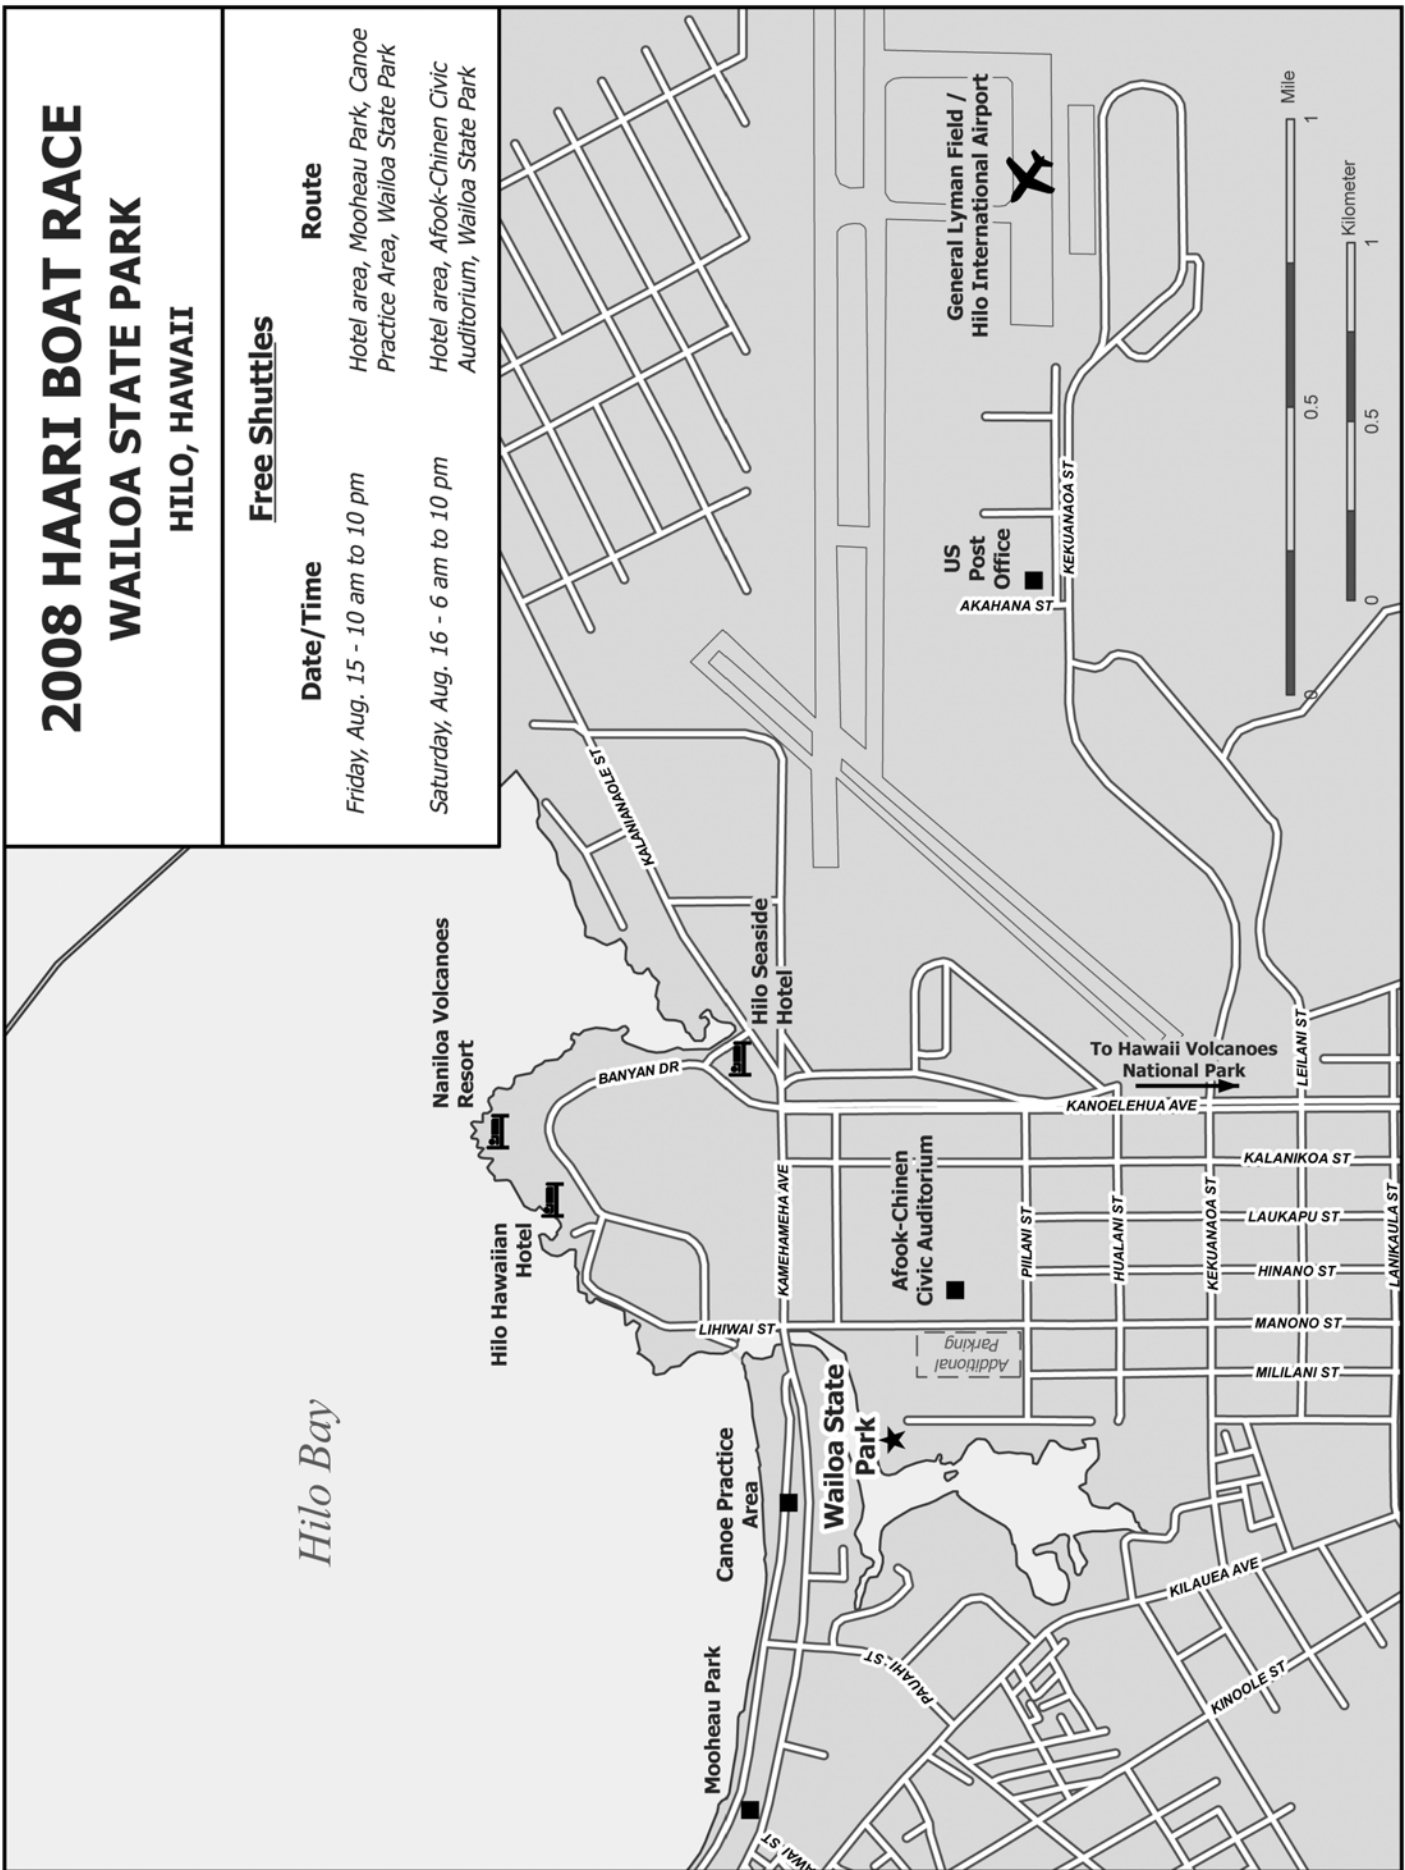 2008 HAARI BOAT RACE
WAILOA STATE PARK
HILO, HAWAII
Free Shuttles
Date/Time
Route
Friday, Aug. 15 - 10 am to 10 pm
Hotel area, Mooheau Park, Canoe
Practice Area, Wailoa State Park
Saturday, Aug. 16 - 6 am to 10 pm
Hotel area, Afook-Chinen Civic
Auditorium, Wailoa State Park
Hilo Bay
Naniloa Volcanoes
Resort
Hilo Hawaiian
Hotel
Hilo Seaside
Hotel
BANYAN DR
KALANIANAOLE ST
LIHIWAI ST
KAMEHAMEHA AVE
Mooheau Park
Canoe Practice
Area
Wailoa State
Park
Afook-Chinen
Civic Auditorium
Additional
Parking
PAUAHI ST
General Lyman Field /
Hilo International Airport
US
Post
Office
AKAHANA ST
KEKUANAOA ST
To Hawaii Volcanoes
National Park
KANOELEHUA AVE
PIILANI ST
HUALANI ST
KEKUANAOA ST
LEILANI ST
LANIKAULA ST
KALANIKOA ST
LAUKAPU ST
HINANO ST
MANONO ST
MILILANI ST
KILAUEA AVE
KINOOLE ST
AWAI ST
0
0.5
1
Mile
0
0.5
1
Kilometer